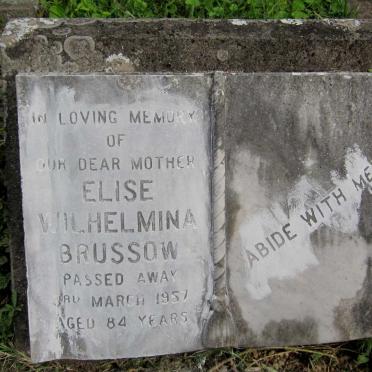 IN LOVING MEMORY
OF
OUR DEAR MOTHER
ELISE
WILHELMINA
BRUSSOW
PASSED AWAY
3RD MARCH 1957
AGED 84 YEARS
ABIDE WITH ME